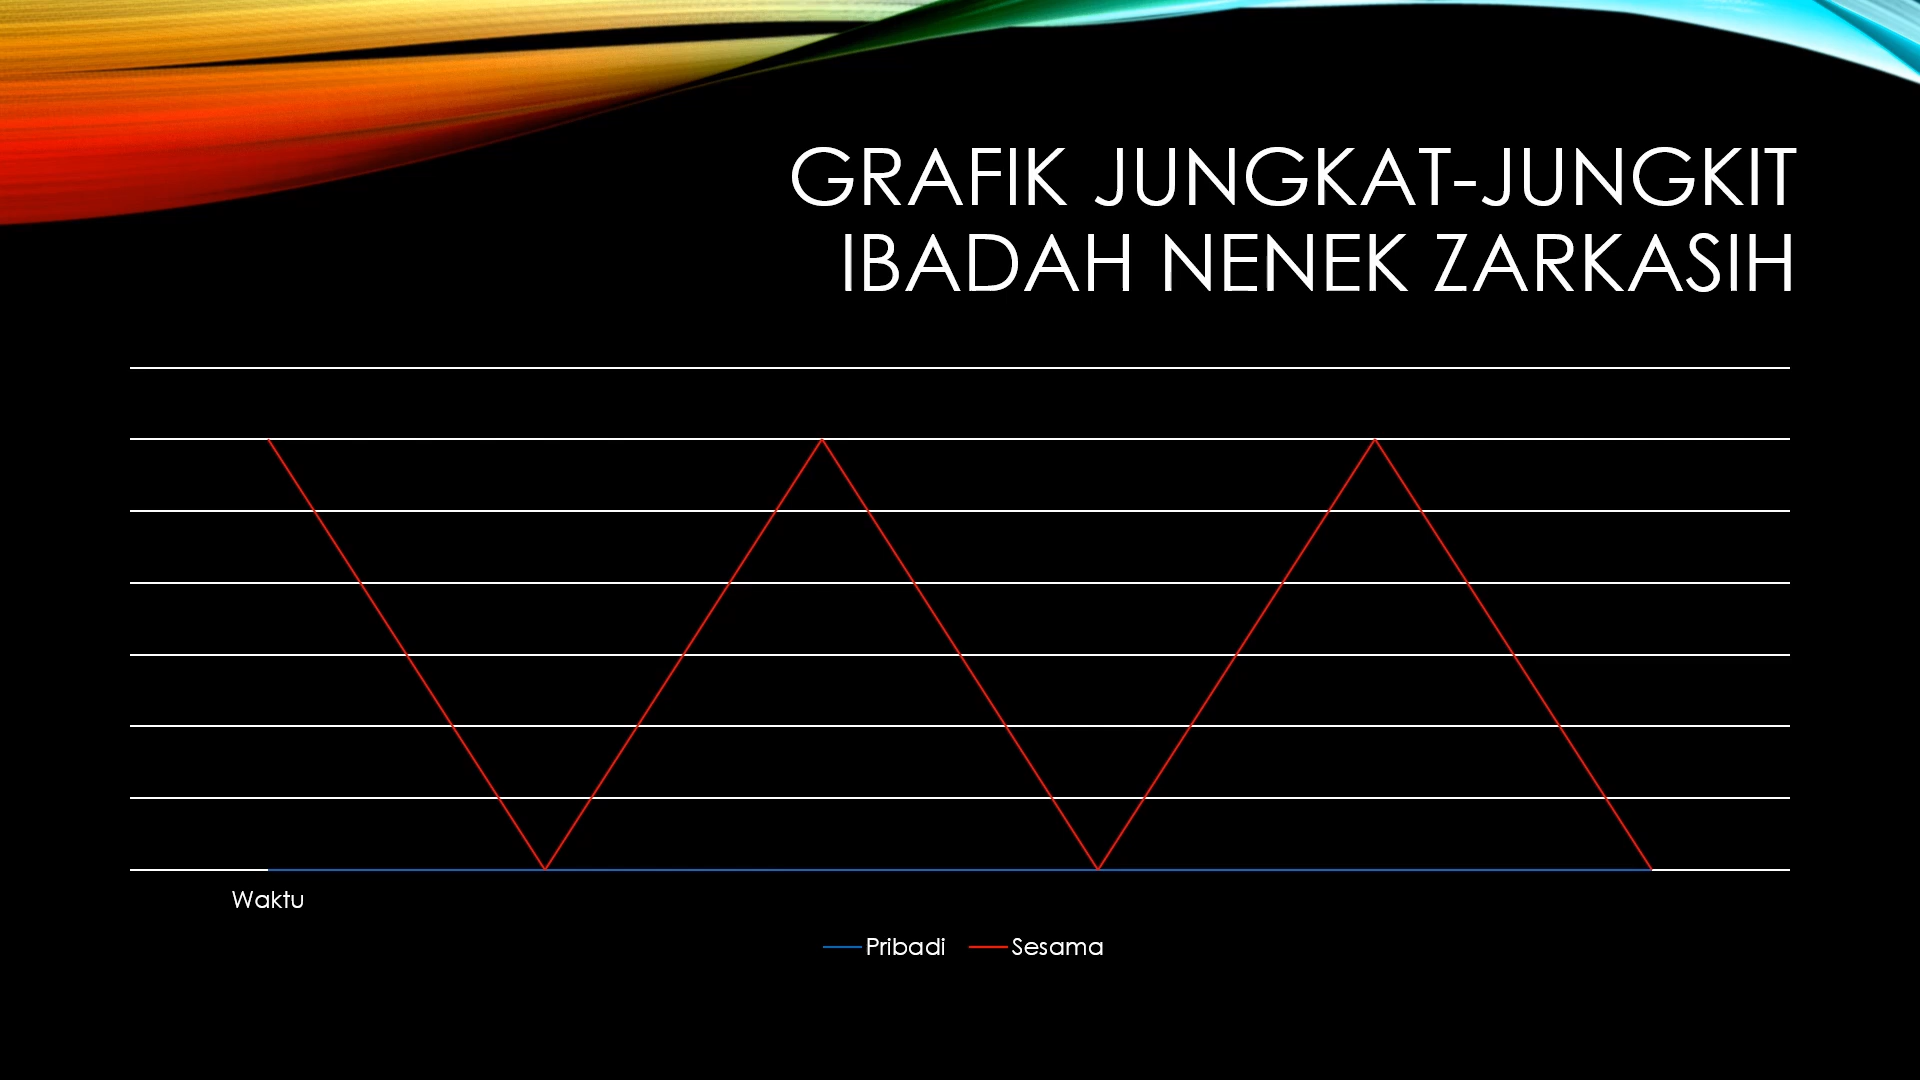 GRAFIK JUNGKAT-JUNGKIT
IBADAH NENEK ZARKASIH
Waktu
Pribadi
Sesama